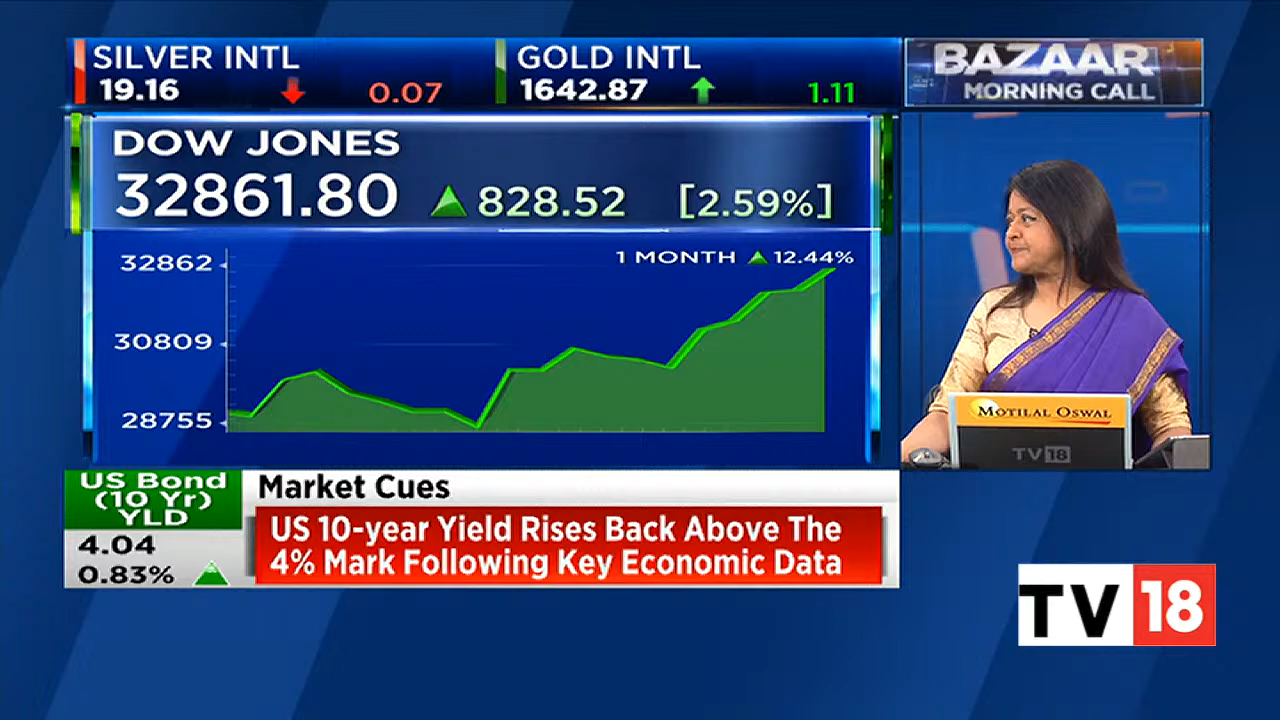 SILVER INTL
19.16 0.07
GOLD INTL
1642.87 1.11
BAZAAR
MORNING CALL
DOW JONES
32861.80 828.52 [2.59%]
1 MONTH 12.44%
32862
30809
28755
MOTILAL OSWAL
TV18
US Bond
(10 Yr)
YLD
4.04
0.83%
Market Cues
US 10-year Yield Rises Back Above The
4% Mark Following Key Economic Data
TV18